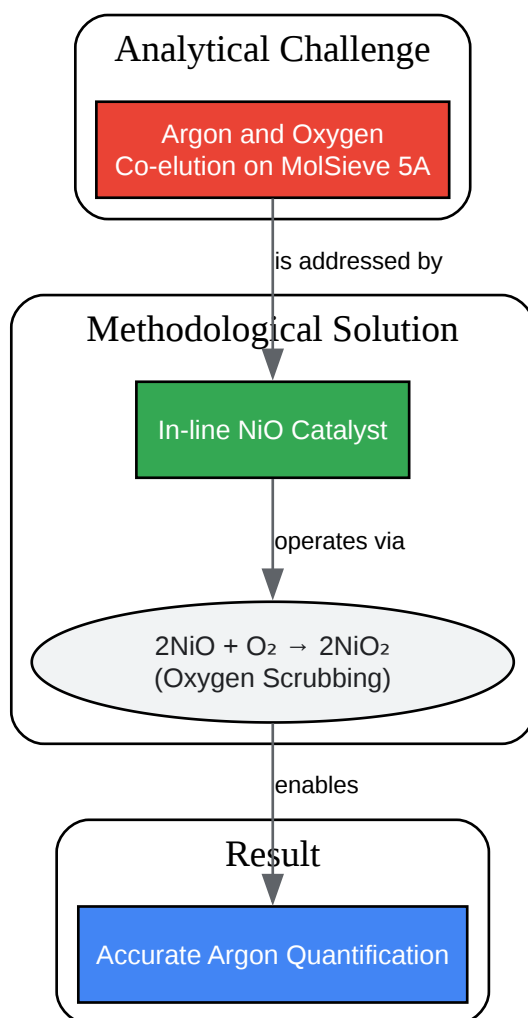 Analytical Challenge
Argon and Oxygen
Co-elution on MolSieve 5A
is addressed by
Methodological Solution
In-line NiO Catalyst
operates via
2NiO + O₂ → 2NiO₂
(Oxygen Scrubbing)
enables
Result
Accurate Argon Quantification